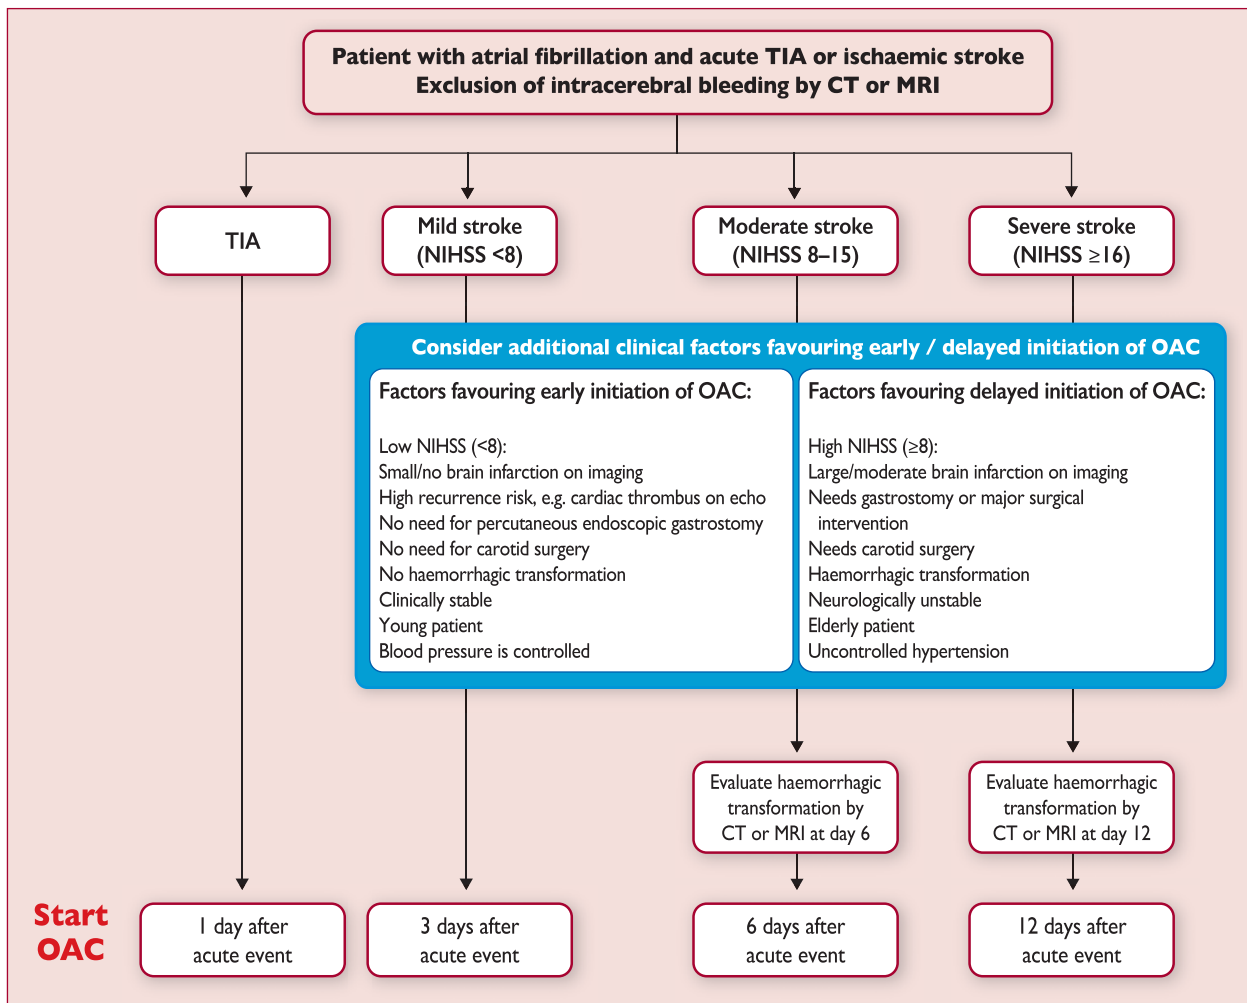 Patient with atrial fibrillation and acute TIA or ischaemic stroke
Exclusion of intracerebral bleeding by CT or MRI
TIA
Mild stroke
(NIHSS <8)
Moderate stroke
(NIHSS 8–15)
Severe stroke
(NIHSS ≥16)
Consider additional clinical factors favouring early / delayed initiation of OAC
Factors favouring early initiation of OAC:
Low NIHSS (<8):
Small/no brain infarction on imaging
High recurrence risk, e.g. cardiac thrombus on echo
No need for percutaneous endoscopic gastrostomy
No need for carotid surgery
No haemorrhagic transformation
Clinically stable
Young patient
Blood pressure is controlled
Factors favouring delayed initiation of OAC:
High NIHSS (≥8):
Large/moderate brain infarction on imaging
Needs gastrostomy or major surgical
intervention
Needs carotid surgery
Haemorrhagic transformation
Neurologically unstable
Elderly patient
Uncontrolled hypertension
Evaluate haemorrhagic
transformation by
CT or MRI at day 6
Evaluate haemorrhagic
transformation by
CT or MRI at day 12
Start
OAC
1 day after
acute event
3 days after
acute event
6 days after
acute event
12 days after
acute event